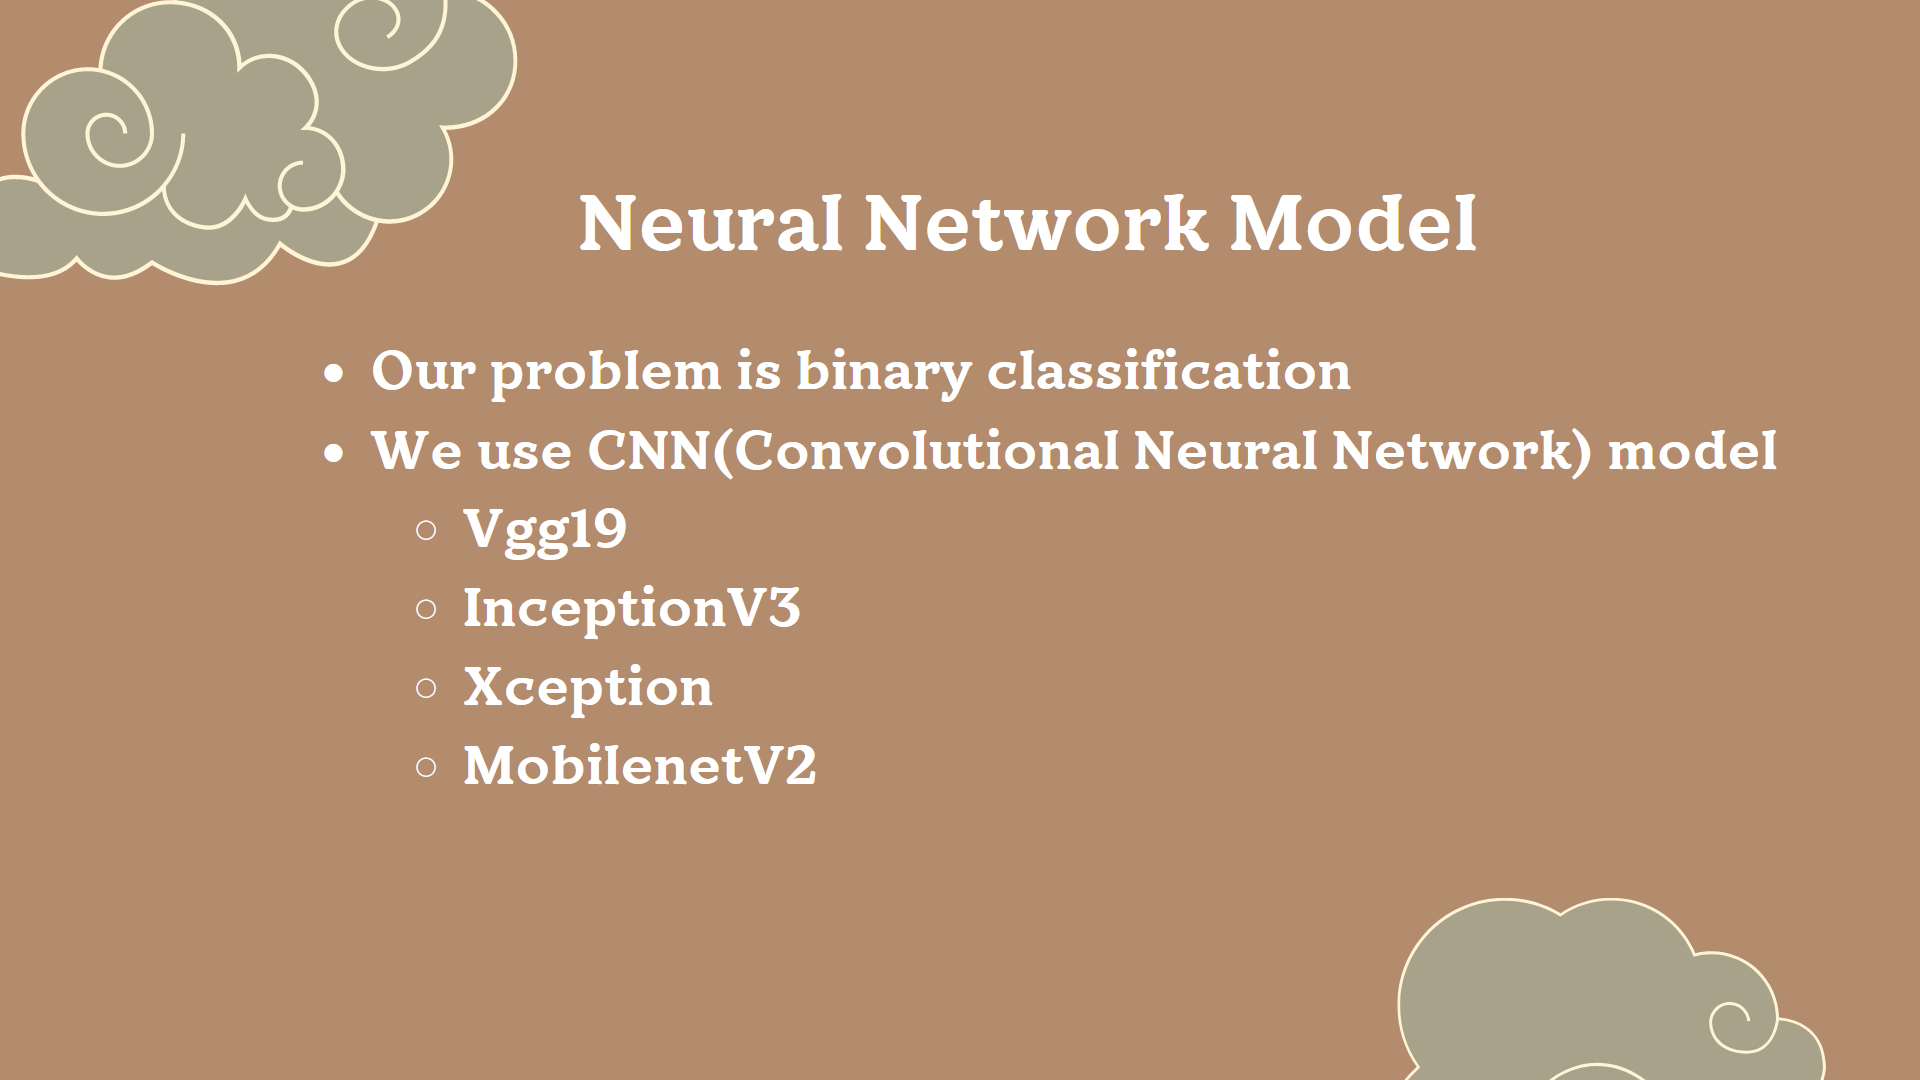 Neural Network Model
• Our problem is binary classification
• We use CNN(Convolutional Neural Network) model
○ Vgg19
○ InceptionV3
○ Xception
○ MobilenetV2